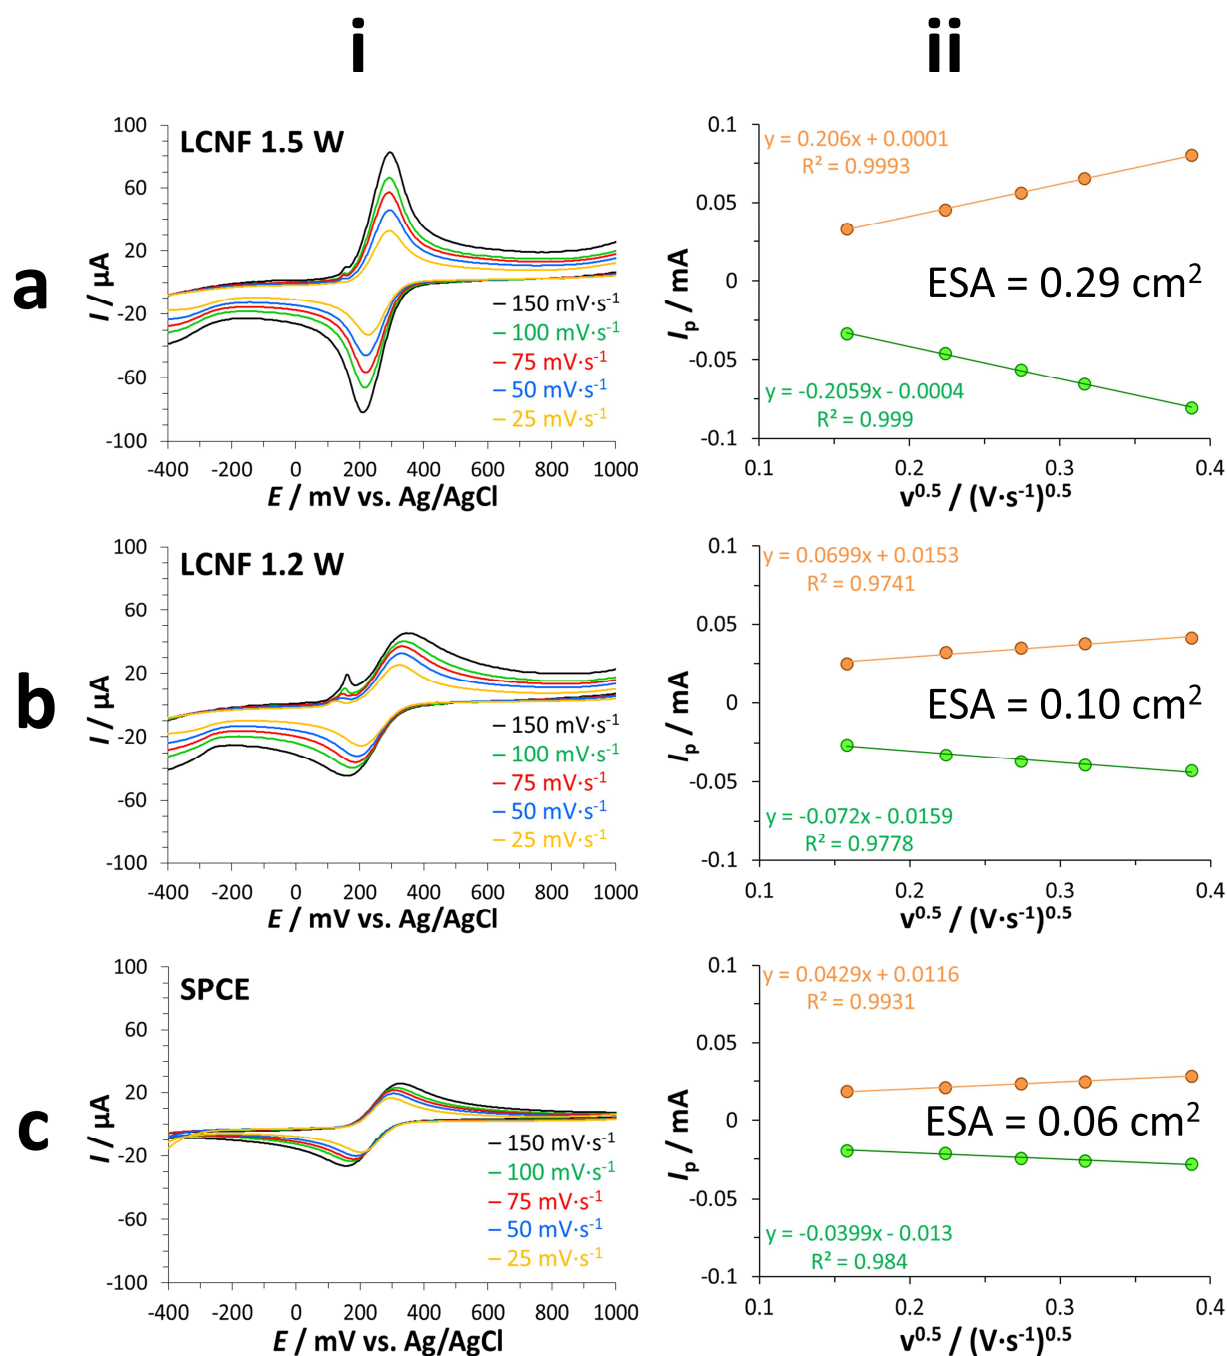 i
ii
a
LCNF 1.5 W
100
60
20
-20
-60
-100
I / µA
– 150 mV·s⁻¹
– 100 mV·s⁻¹
– 75 mV·s⁻¹
– 50 mV·s⁻¹
– 25 mV·s⁻¹
-400 -200 0 200 400 600 800 1000
E / mV vs. Ag/AgCl
0.1
0.05
0
-0.05
-0.1
Iₚ / mA
y = 0.206x + 0.0001
R² = 0.9993
ESA = 0.29 cm²
y = -0.2059x - 0.0004
R² = 0.999
0.1 0.2 0.3 0.4
v⁰·⁵ / (V·s⁻¹)⁰·⁵
b
LCNF 1.2 W
100
60
20
-20
-60
-100
I / µA
– 150 mV·s⁻¹
– 100 mV·s⁻¹
– 75 mV·s⁻¹
– 50 mV·s⁻¹
– 25 mV·s⁻¹
-400 -200 0 200 400 600 800 1000
E / mV vs. Ag/AgCl
0.1
0.05
0
-0.05
-0.1
Iₚ / mA
y = 0.0699x + 0.0153
R² = 0.9741
ESA = 0.10 cm²
y = -0.072x - 0.0159
R² = 0.9778
0.1 0.2 0.3 0.4
v⁰·⁵ / (V·s⁻¹)⁰·⁵
c
SPCE
100
60
20
-20
-60
-100
I / µA
– 150 mV·s⁻¹
– 100 mV·s⁻¹
– 75 mV·s⁻¹
– 50 mV·s⁻¹
– 25 mV·s⁻¹
-400 -200 0 200 400 600 800 1000
E / mV vs. Ag/AgCl
0.1
0.05
0
-0.05
-0.1
Iₚ / mA
y = 0.0429x + 0.0116
R² = 0.9931
ESA = 0.06 cm²
y = -0.0399x - 0.013
R² = 0.984
0.1 0.2 0.3 0.4
v⁰·⁵ / (V·s⁻¹)⁰·⁵